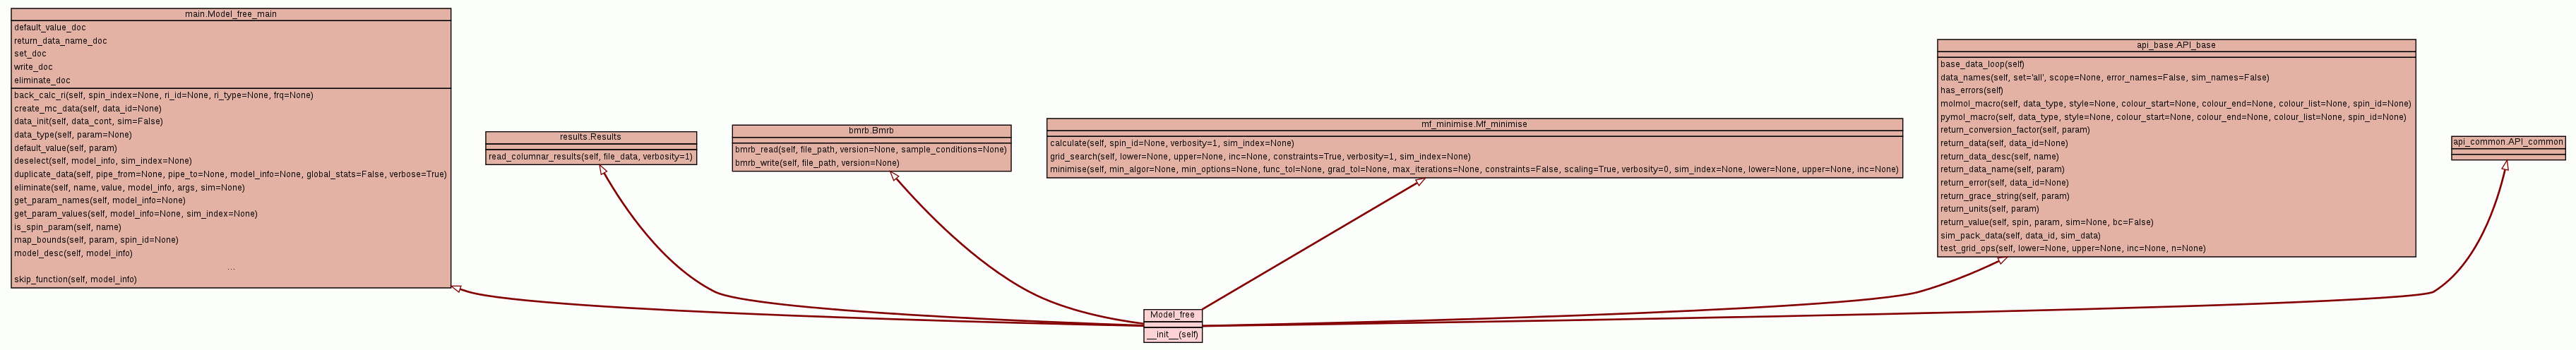 main.Model_free_main
default_value_doc
return_data_name_doc
set_doc
write_doc
eliminate_doc
back_calc_ri(self, spin_index=None, ri_id=None, ri_type=None, frq=None)
create_mc_data(self, data_id=None)
data_init(self, data_cont, sim=False)
data_type(self, param=None)
default_value(self, param)
deselect(self, model_info, sim_index=None)
duplicate_data(self, pipe_from=None, pipe_to=None, model_info=None, global_stats=False, verbose=True)
eliminate(self, name, value, model_info, args, sim=None)
get_param_names(self, model_info=None)
get_param_values(self, model_info=None, sim_index=None)
is_spin_param(self, name)
map_bounds(self, param, spin_id=None)
model_desc(self, model_info)
...
skip_function(self, model_info)
results.Results
read_columnar_results(self, file_data, verbosity=1)
bmrb.Bmrb
bmrb_read(self, file_path, version=None, sample_conditions=None)
bmrb_write(self, file_path, version=None)
mf_minimise.Mf_minimise
calculate(self, spin_id=None, verbosity=1, sim_index=None)
grid_search(self, lower=None, upper=None, inc=None, constraints=True, verbosity=1, sim_index=None)
minimise(self, min_algor=None, min_options=None, func_tol=None, grad_tol=None, max_iterations=None, constraints=False, scaling=True, verbosity=0, sim_index=None, lower=None, upper=None, inc=None)
api_base.API_base
base_data_loop(self)
data_names(self, set='all', scope=None, error_names=False, sim_names=False)
has_errors(self)
molmol_macro(self, data_type, style=None, colour_start=None, colour_end=None, colour_list=None, spin_id=None)
pymol_macro(self, data_type, style=None, colour_start=None, colour_end=None, colour_list=None, spin_id=None)
return_conversion_factor(self, param)
return_data(self, data_id=None)
return_data_desc(self, name)
return_data_name(self, param)
return_error(self, data_id=None)
return_grace_string(self, param)
return_units(self, param)
return_value(self, spin, param, sim=None, bc=False)
sim_pack_data(self, data_id, sim_data)
test_grid_ops(self, lower=None, upper=None, inc=None, n=None)
api_common.API_common
Model_free
__init__(self)